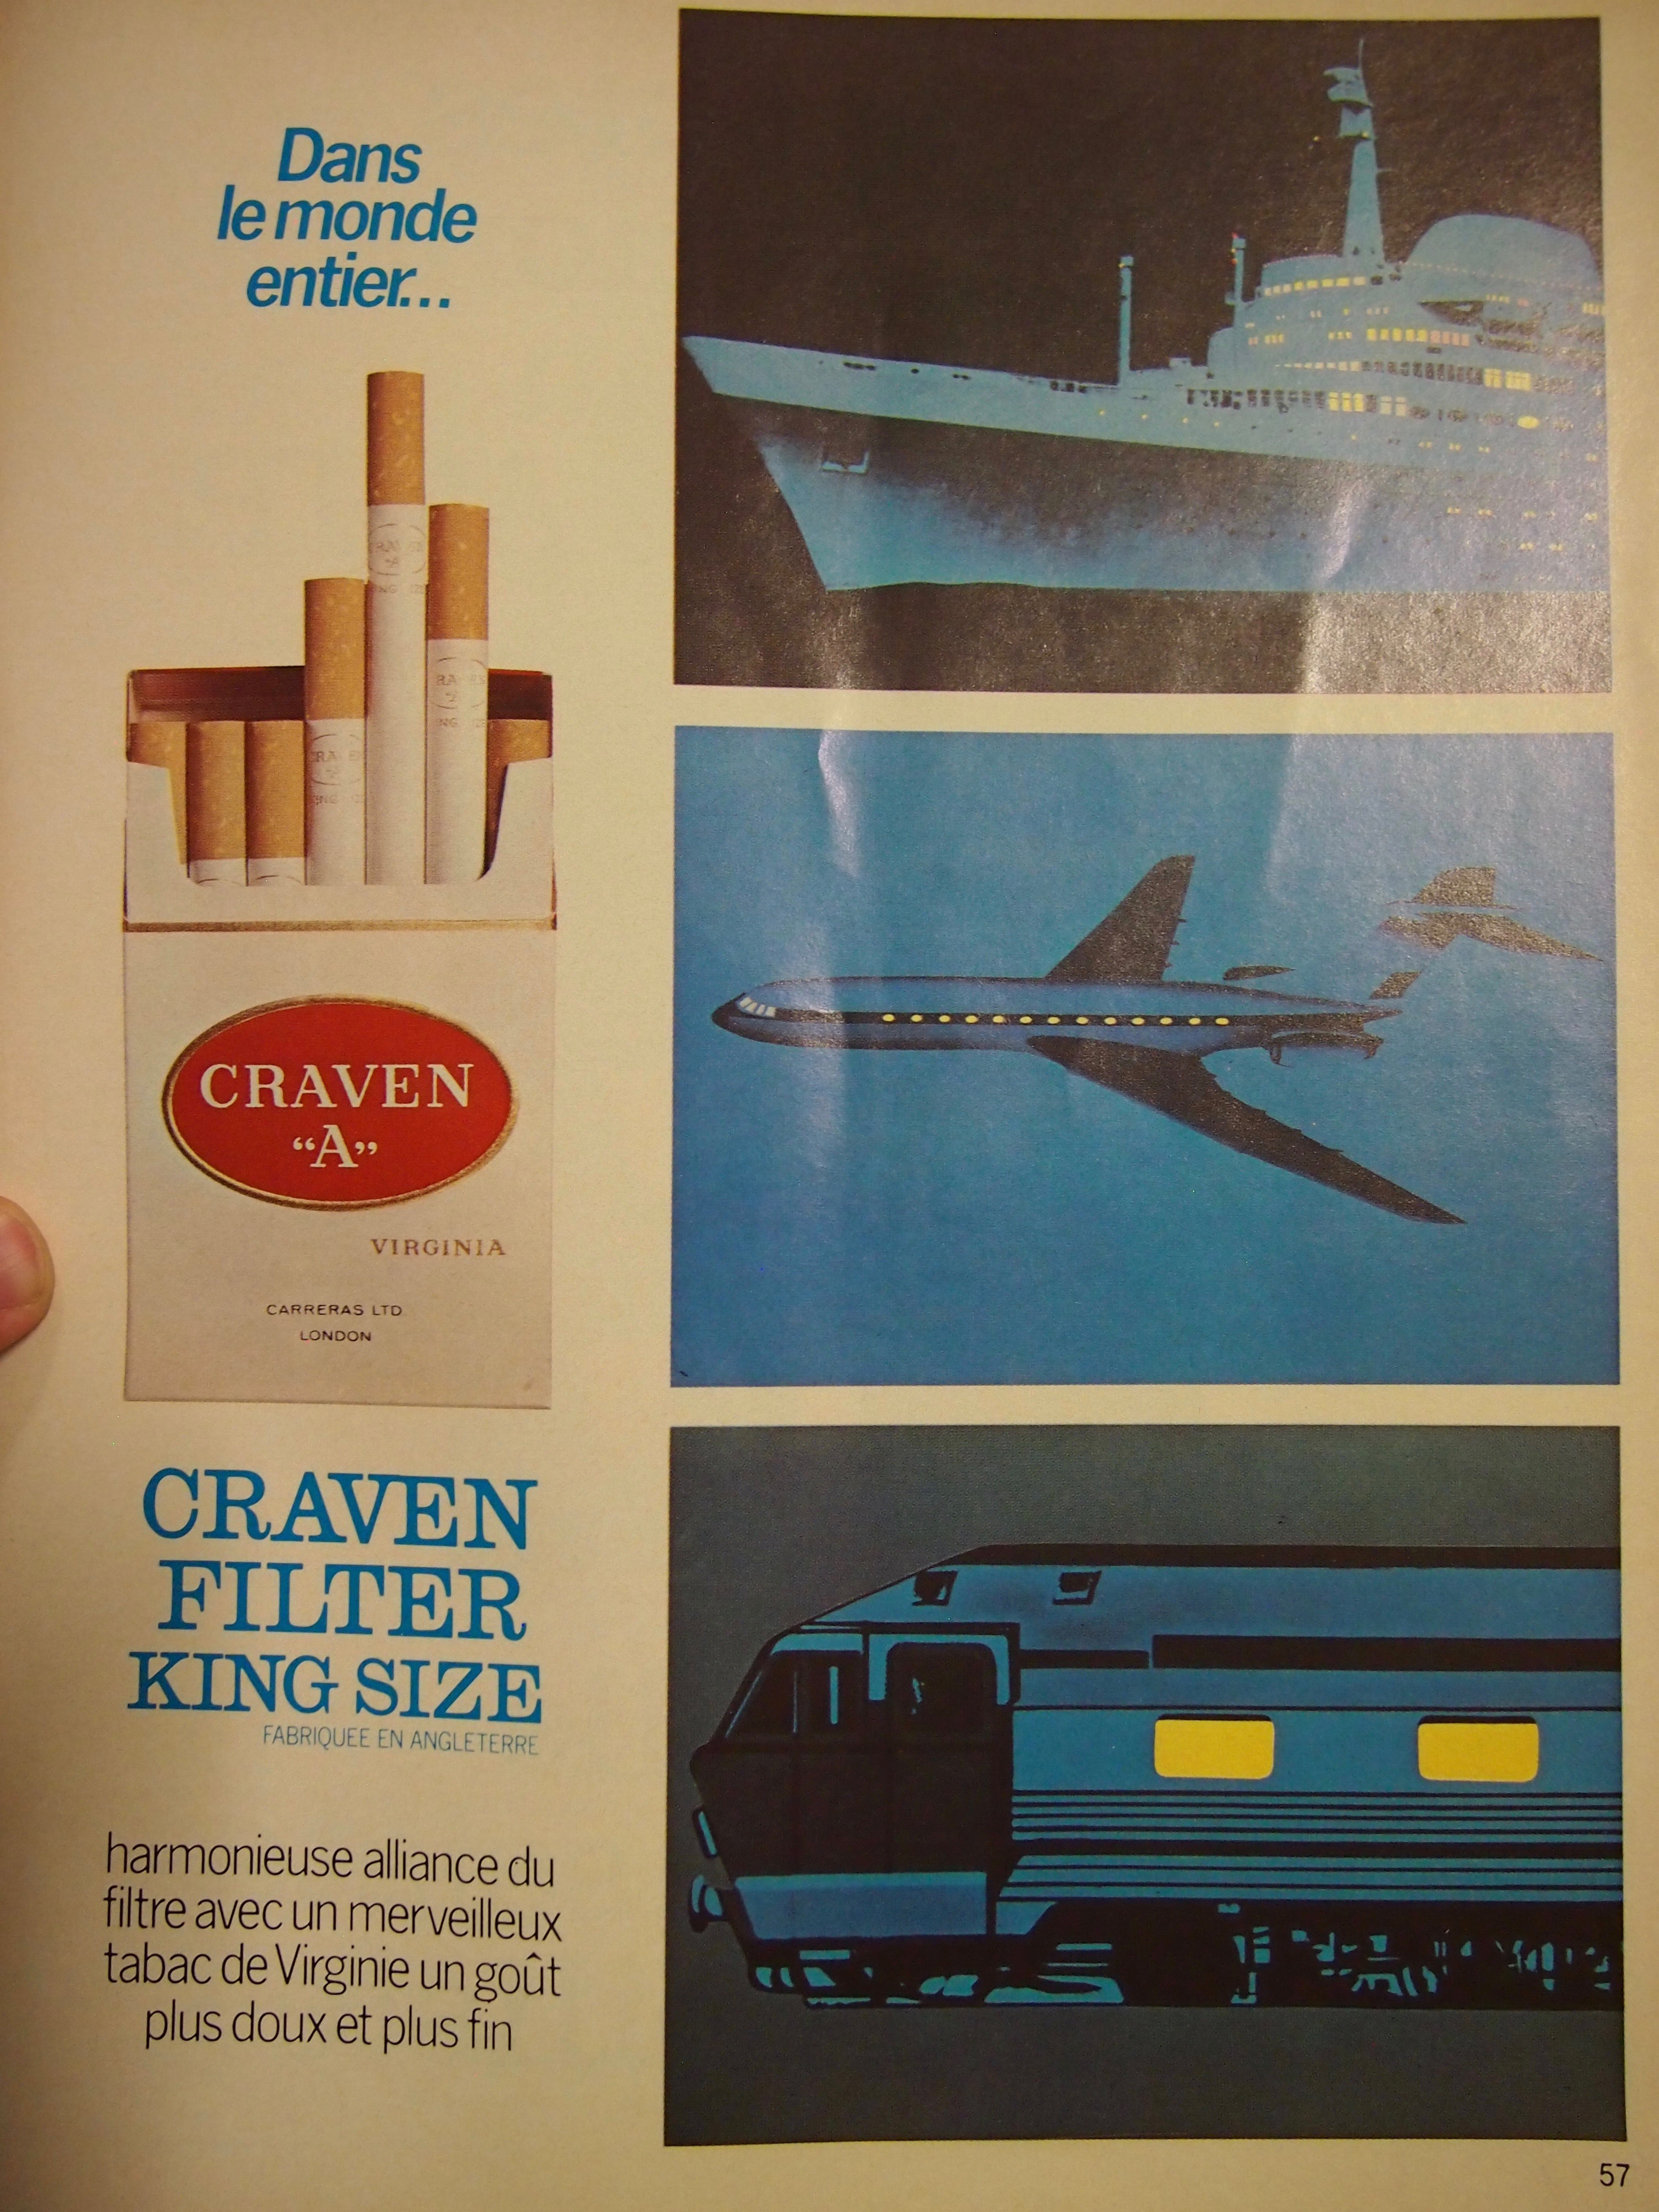 Dans
le monde
entier...
CRAVEN
"A"
VIRGINIA
CARRERAS LTD
LONDON
CRAVEN
FILTER
KING SIZE
FABRIQUEE EN ANGLETERRE
harmonieuse alliance du
filtre avec un merveilleux
tabac de Virginie un goût
plus doux et plus fin
57